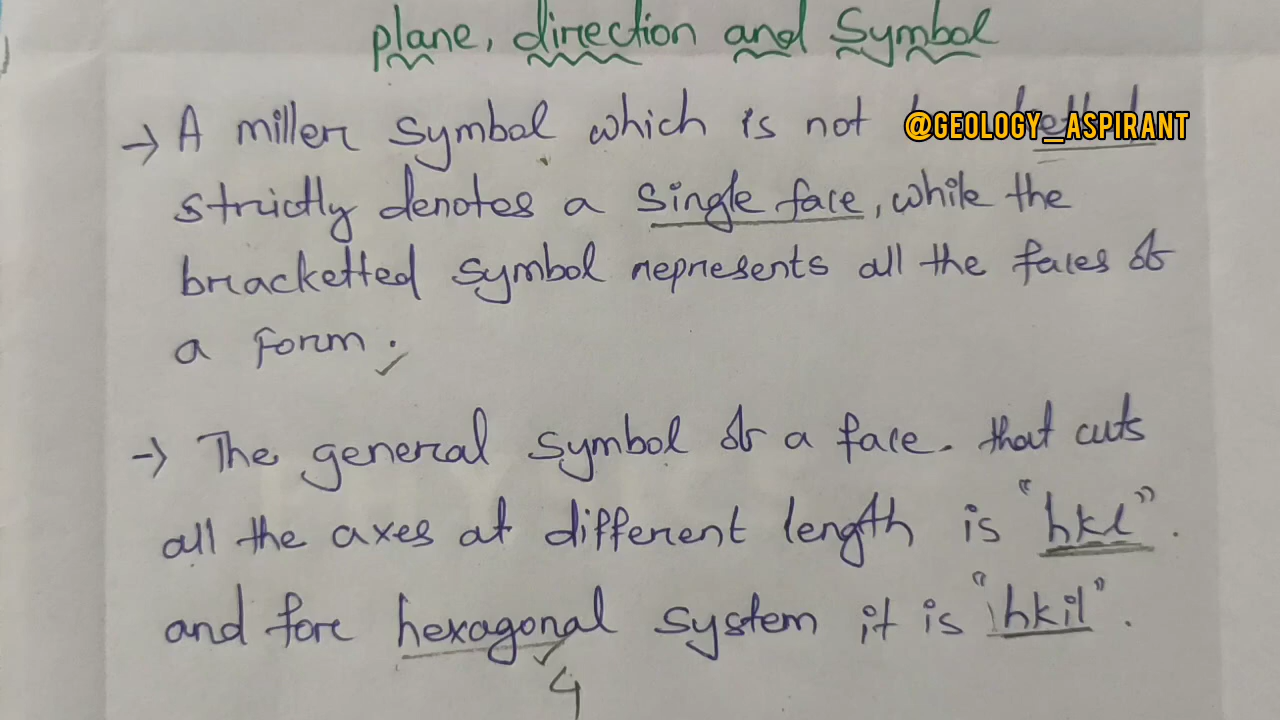 plane, direction and Symbol
→ A miller symbol which is not
@GEOLOGY_ASPIRANT
strictly denotes a single face, while the
bracketted symbol represents all the faces of
a form.
→ The general symbol of a face. that cuts
all the axes at different length is "hkl".
and fore hexagonal system it is "hkil".
4